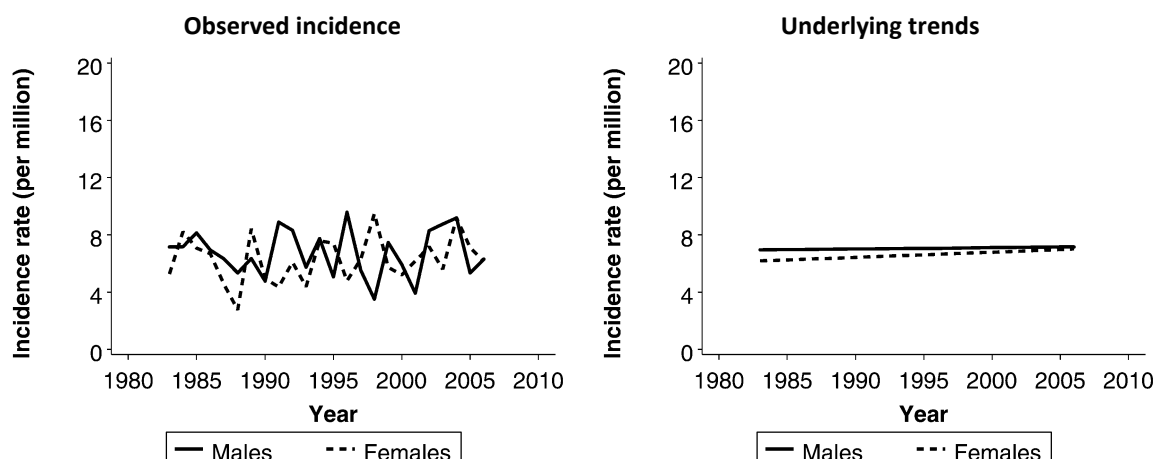 Observed incidence
Incidence rate (per million)
20
16
12
8
4
0
1980 1985 1990 1995 2000 2005 2010
Year
Males Females
Underlying trends
Incidence rate (per million)
20
16
12
8
4
0
1980 1985 1990 1995 2000 2005 2010
Year
Males Females